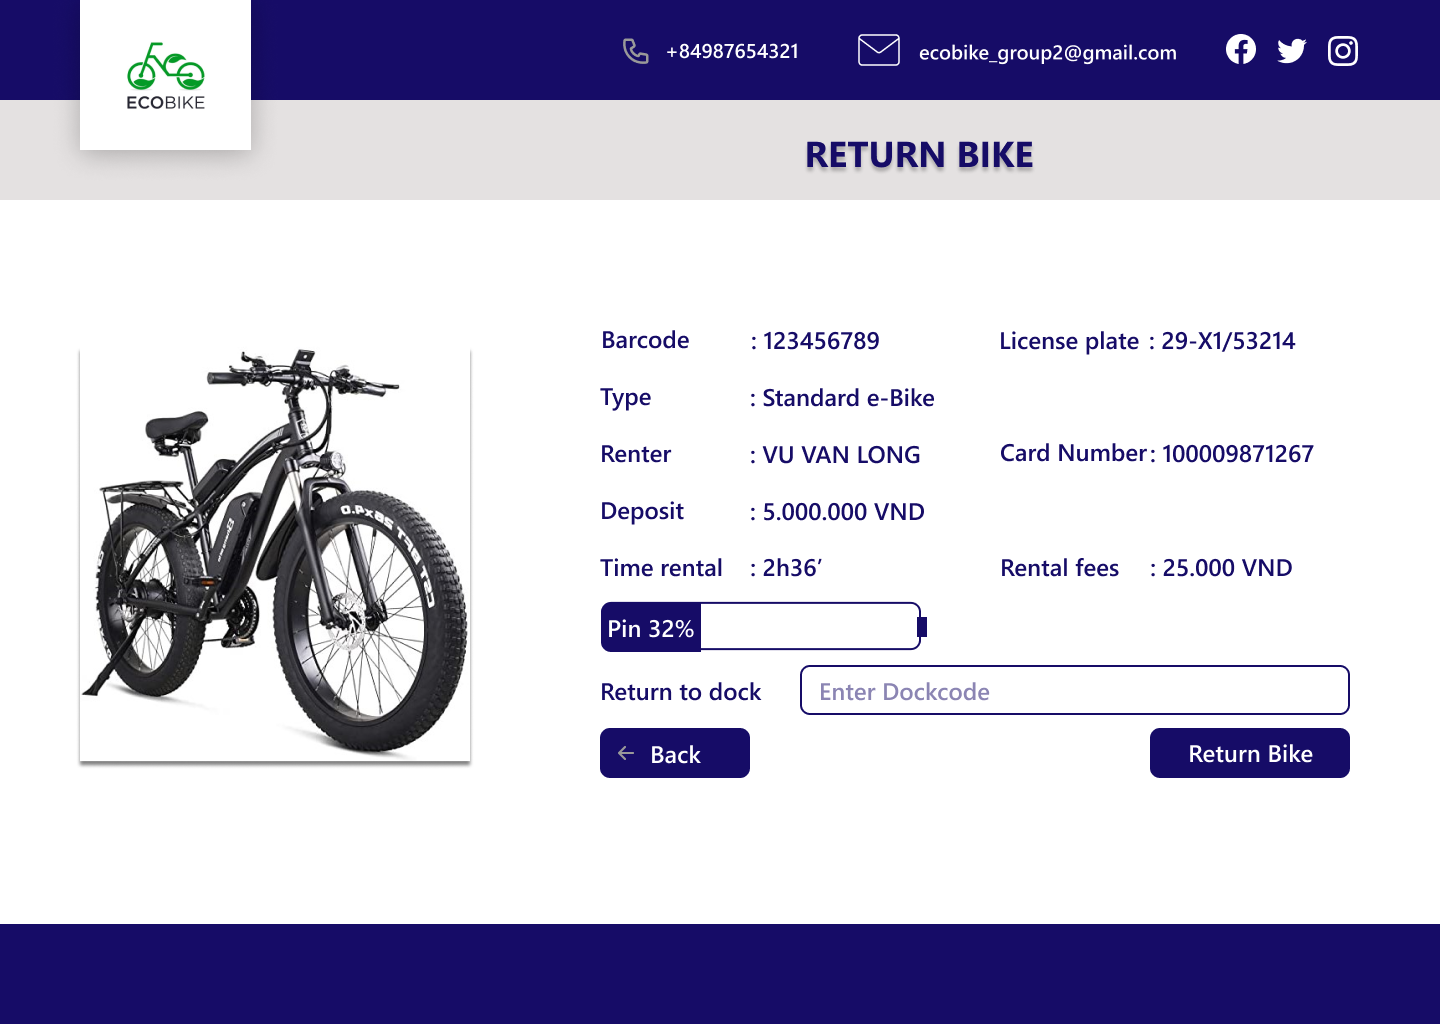 +84987654321
ecobike_group2@gmail.com
ECOBIKE
RETURN BIKE
Barcode : 123456789
License plate : 29-X1/53214
Type : Standard e-Bike
Renter : VU VAN LONG
Card Number : 100009871267
Deposit : 5.000.000 VND
Time rental : 2h36’
Rental fees : 25.000 VND
Pin 32%
Return to dock
Enter Dockcode
Back
Return Bike